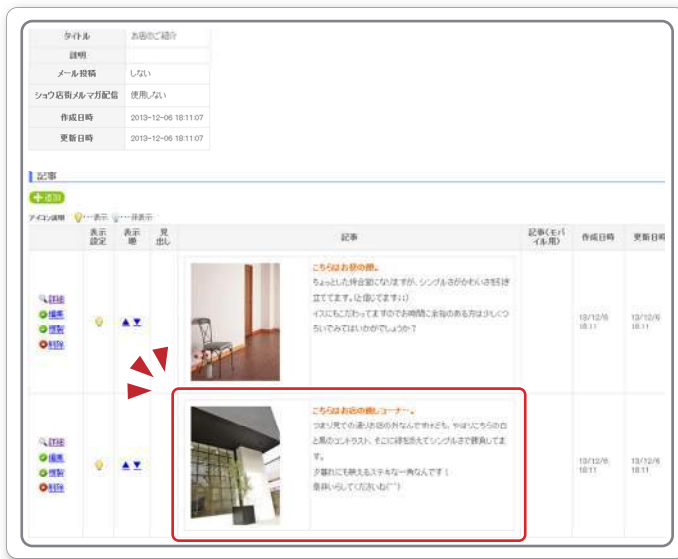 タイトル お店のご紹介
説明
メール投稿 しない
ショウ店街メルマガ配信 使用しない
作成日時 2013-12-06 18:11:07
更新日時 2013-12-06 18:11:07
記事
追加
アイコン説明 …表示 …非表示
表示設定 表示順 見出し 記事 記事(モバイル用) 作成日時 更新日時
詳細
編集
複製
削除
▲ ▼
こちらはお昼の顔。
ちょっとした待合室になりますが、シンプルさがかわいさを引き
立ててます。(と信じてます;;)
イスにもこだわってますのでお時間に余裕のある方は少しくつ
ろいでみてはいかがでしょうか？
13/12/6
18:11
13/12/6
18:11
詳細
編集
複製
削除
▲ ▼
こちらはお店の癒しコーナー。
つまり見ての通りお店の外なんですけども、やはりこちらの白
と黒のコントラスト、そこに緑を添えてシンプルさで勝負してま
す。
夕暮れにも映えるステキな一角なんです！
是非いらしてくださいね(^^)
13/12/6
18:11
13/12/6
18:11